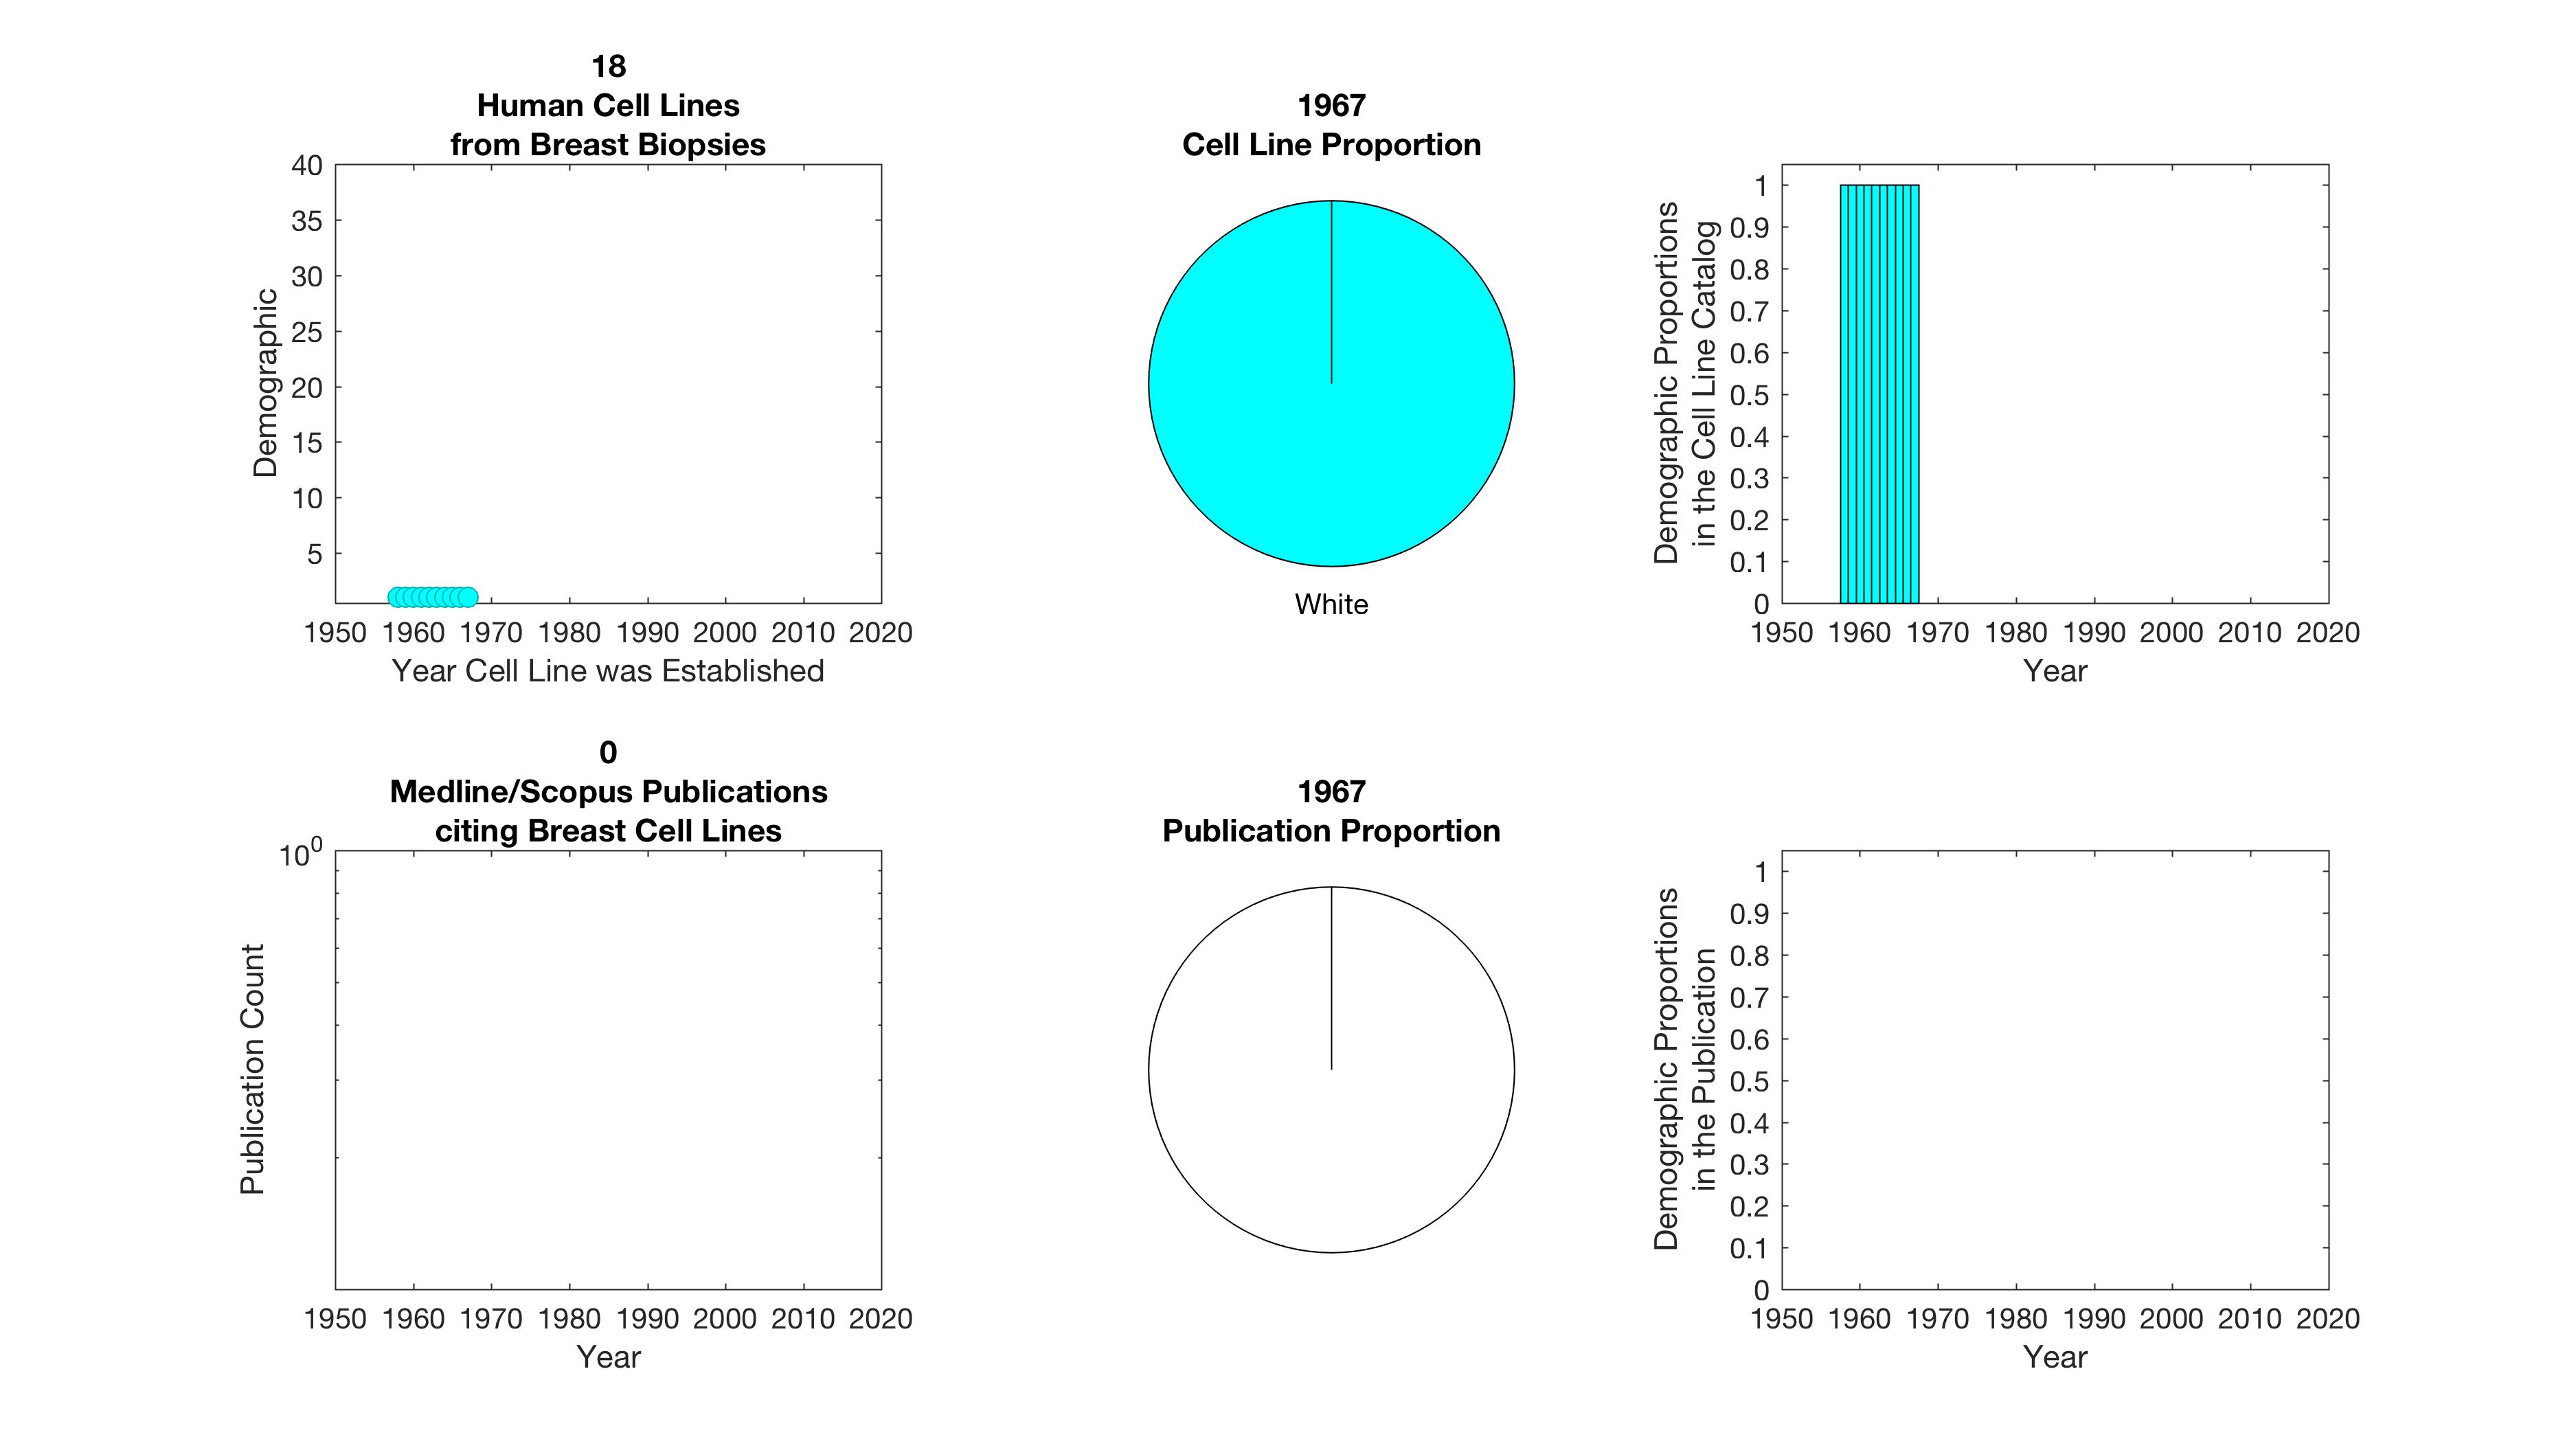 18
Human Cell Lines
from Breast Biopsies
40
35
30
25
20
15
10
5
Demographic
1950 1960 1970 1980 1990 2000 2010 2020
Year Cell Line was Established
1967
Cell Line Proportion
White
1
0.9
0.8
0.7
0.6
0.5
0.4
0.3
0.2
0.1
0
Demographic Proportions
in the Cell Line Catalog
1950 1960 1970 1980 1990 2000 2010 2020
Year
0
Medline/Scopus Publications
citing Breast Cell Lines
10⁰
Publication Count
1950 1960 1970 1980 1990 2000 2010 2020
Year
1967
Publication Proportion
1
0.9
0.8
0.7
0.6
0.5
0.4
0.3
0.2
0.1
0
Demographic Proportions
in the Publication
1950 1960 1970 1980 1990 2000 2010 2020
Year